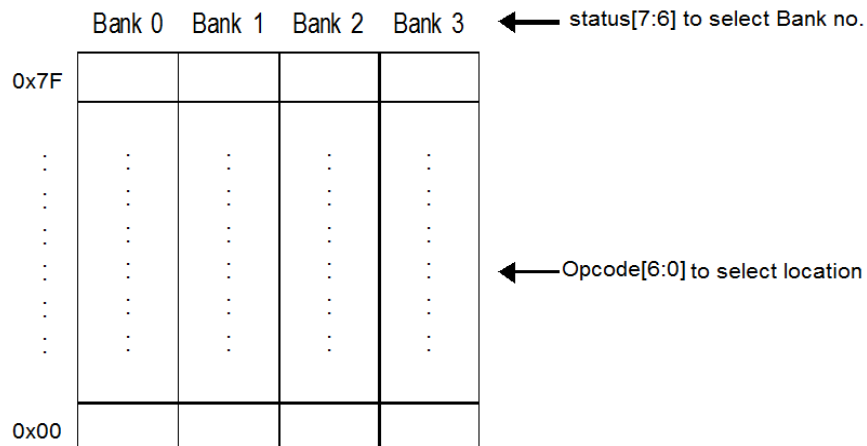 Bank 0 Bank 1 Bank 2 Bank 3 status[7:6] to select Bank no.
0x7F
Opcode[6:0] to select location
0x00